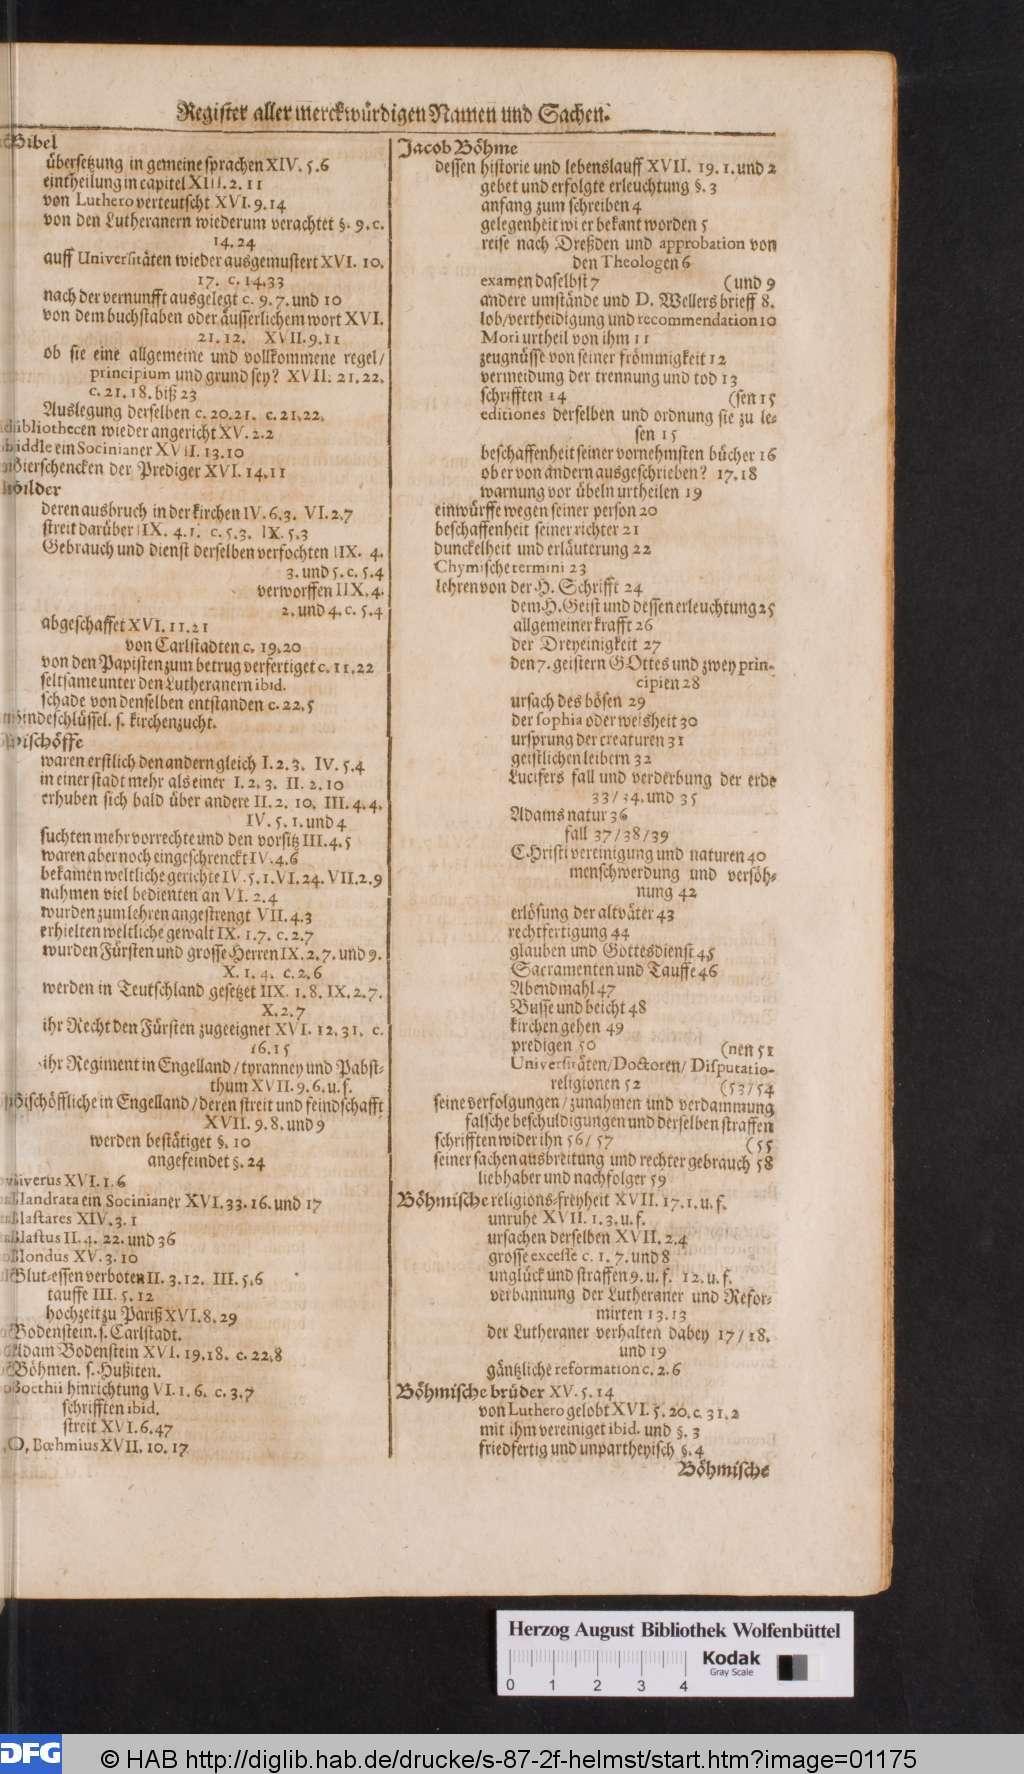 Register aller merckwürdigen Namen und Sachen.
Bibel
übersetzung in gemeine sprachen XIV. 5.6
eintheilung in capitel XIII. 2. 11
von Luthero verteutscht XVI. 9. 14
von den Lutheranern wiederum verachtet §. 9. c.
14. 24
auff Universitäten wieder ausgemustert XVI. 10.
17. c. 14. 33
nach der vernunfft ausgelegt c. 9. 7. und 10
von dem buchstaben oder äusserlichem wort XVI.
21. 12. XVII. 9. 11
ob sie eine allgemeine und vollkommene regel/
principium und grund sey? XVII. 21. 22.
c. 21. 18. biß 23
Auslegung derselben c. 20. 21. c. 21. 22.
Bibliothecen wieder angericht XV. 2. 2
Biddle ein Socinianer XVII. 13. 10
Bierschencken der Prediger XVI. 14. 11
Bilder
deren ausbruch in der kirchen IV. 6. 3. VI. 2. 7
streit darüber IIX. 4. 1. c. 5. 3. IX. 5. 3
Gebrauch und dienst derselben verfochten IIX. 4.
3. und 5. c. 5. 4
verworffen IIX. 4.
2. und 4. c. 5. 4
abgeschaffet XVI. 11. 21
von Carlstadten c. 19. 20
von den Papisten zum betrug verfertiget c. 11. 22
seltsame unter den Lutheranern ibid.
schade von denselben entstanden c. 22. 5
Bindeschlüssel. s. kirchenzucht.
Bischöffe
waren erstlich den andern gleich I. 2. 3. IV. 5. 4
in einer stadt mehr als einer I. 2. 3. II. 2. 10
erhuben sich bald über andere II. 2. 10. III. 4. 4.
IV. 5. 1. und 4
suchten mehr vorrechte und den vorsitz III. 4. 5
waren aber noch eingeschrenckt IV. 4. 6
bekamen weltliche gerichte IV. 5. 1. VI. 24. VII. 2. 9
nahmen viel bedienten an VI. 2. 4
wurden zum lehren angestrengt VII. 4. 3
erhielten weltliche gewalt IX. 1. 7. c. 2. 7
wurden Fürsten und grosse Herren IX. 2. 7. und 9.
X. 1. 4. c. 2. 6
werden in Teutschland gesetzet IIX. 1. 8. IX. 2. 7.
X. 2. 7
ihr Recht den Fürsten zugeeignet XVI. 12. 31. c.
16. 15
ihr Regiment in Engelland / tyranney und Pabst-
thum XVII. 9. 6. u. f.
Bischöffliche in Engelland / deren streit und feindschafft
XVII. 9. 8. und 9
werden bestätiget §. 10
angefeindet §. 24
XVI. 1. 6
Blandrata ein Socinianer XVI. 33. 16. und 17
Blastares XIV. 3. 1
Blastus II. 4. 22. und 36
Blondus XV. 3. 10
Blut-essen verboten II. 3. 12. III. 5. 6
tauffe III. 5. 12
hochzeit zu Pariß XVI. 8. 29
Bodenstein. s. Carlstadt.
Adam Bodenstein XVI. 19. 18. c. 22. 8
Böhmen. s. Hußiten.
Boethii hinrichtung VI. 1. 6. c. 3. 7
schrifften ibid.
streit XVI. 6. 47
Bœhmius XVII. 10. 17
Jacob Böhme
dessen historie und lebenslauff XVII. 19. 1. und 2
gebet und erfolgte erleuchtung §. 3
anfang zum schreiben 4
gelegenheit wi er bekant worden 5
reise nach Dreßden und approbation von
den Theologen 6
examen daselbst 7 (und 9
andere umstände und D. Wellers brieff 8.
lob/ vertheidigung und recommendation 10
Mori urtheil von ihm 11
zeugnüsse von seiner frömmigkeit 12
vermeidung der trennung und tod 13
schrifften 14 (sen 15
editiones derselben und ordnung sie zu le-
sen 15
beschaffenheit seiner vornehmsten bücher 16
ob er von andern ausgeschrieben? 17. 18
warnung vor übeln urtheilen 19
einwürffe wegen seiner person 20
beschaffenheit seiner richter 21
dunckelheit und erläuterung 22
Chymische termini 23
lehren von der H. Schrifft 24
dem H. Geist und dessen erleuchtung 25
allgemeiner krafft 26
der Dreyeinigkeit 27
den 7. geistern GOttes und zwey prin-
cipien 28
ursach des bösen 29
der sophia oder weisheit 30
ursprung der creaturen 31
geistlichen leibern 32
Lucifers fall und verderbung der erde
33 / 34. und 35
Adams natur 36
fall 37 / 38 / 39
CHristi vereinigung und naturen 40
menschwerdung und versöh-
nung 42
erlösung der altväter 43
rechtfertigung 44
glauben und Gottesdienst 45
Sacramenten und Tauffe 46
Abendmahl 47
Busse und beicht 48
kirchen gehen 49
predigen 50 (nen 51
Universitäten/ Doctoren/ Disputatio-
religionen 52 (53 / 54
seine verfolgungen / zunahmen und verdammung
falsche beschuldigungen und derselben straffen
schrifften wider ihn 56 / 57 (55
seiner sachen ausbreitung und rechter gebrauch 58
liebhaber und nachfolger 59
Böhmische religions-freyheit XVII. 17. 1. u. f.
unruhe XVII. 1. 3. u. f.
ursachen derselben XVII. 2. 4
grosse excesse c. 1. 7. und 8
unglück und straffen 9. u. f. 12. u. f.
verbannung der Lutheraner und Refor-
mirten 13. 13
der Lutheraner verhalten dabey 17 / 18.
und 19
gäntzliche reformation c. 2. 6
Böhmische brüder XV. 5. 14
von Luthero gelobt XVI. 5. 20. c. 31. 2
mit ihm vereiniget ibid. und §. 3
friedfertig und unpartheyisch §. 4
Böhmische
Herzog August Bibliothek Wolfenbüttel
0 1 2 3 4
Kodak
Gray Scale
DFG
© HAB http://diglib.hab.de/drucke/s-87-2f-helmst/start.htm?image=01175